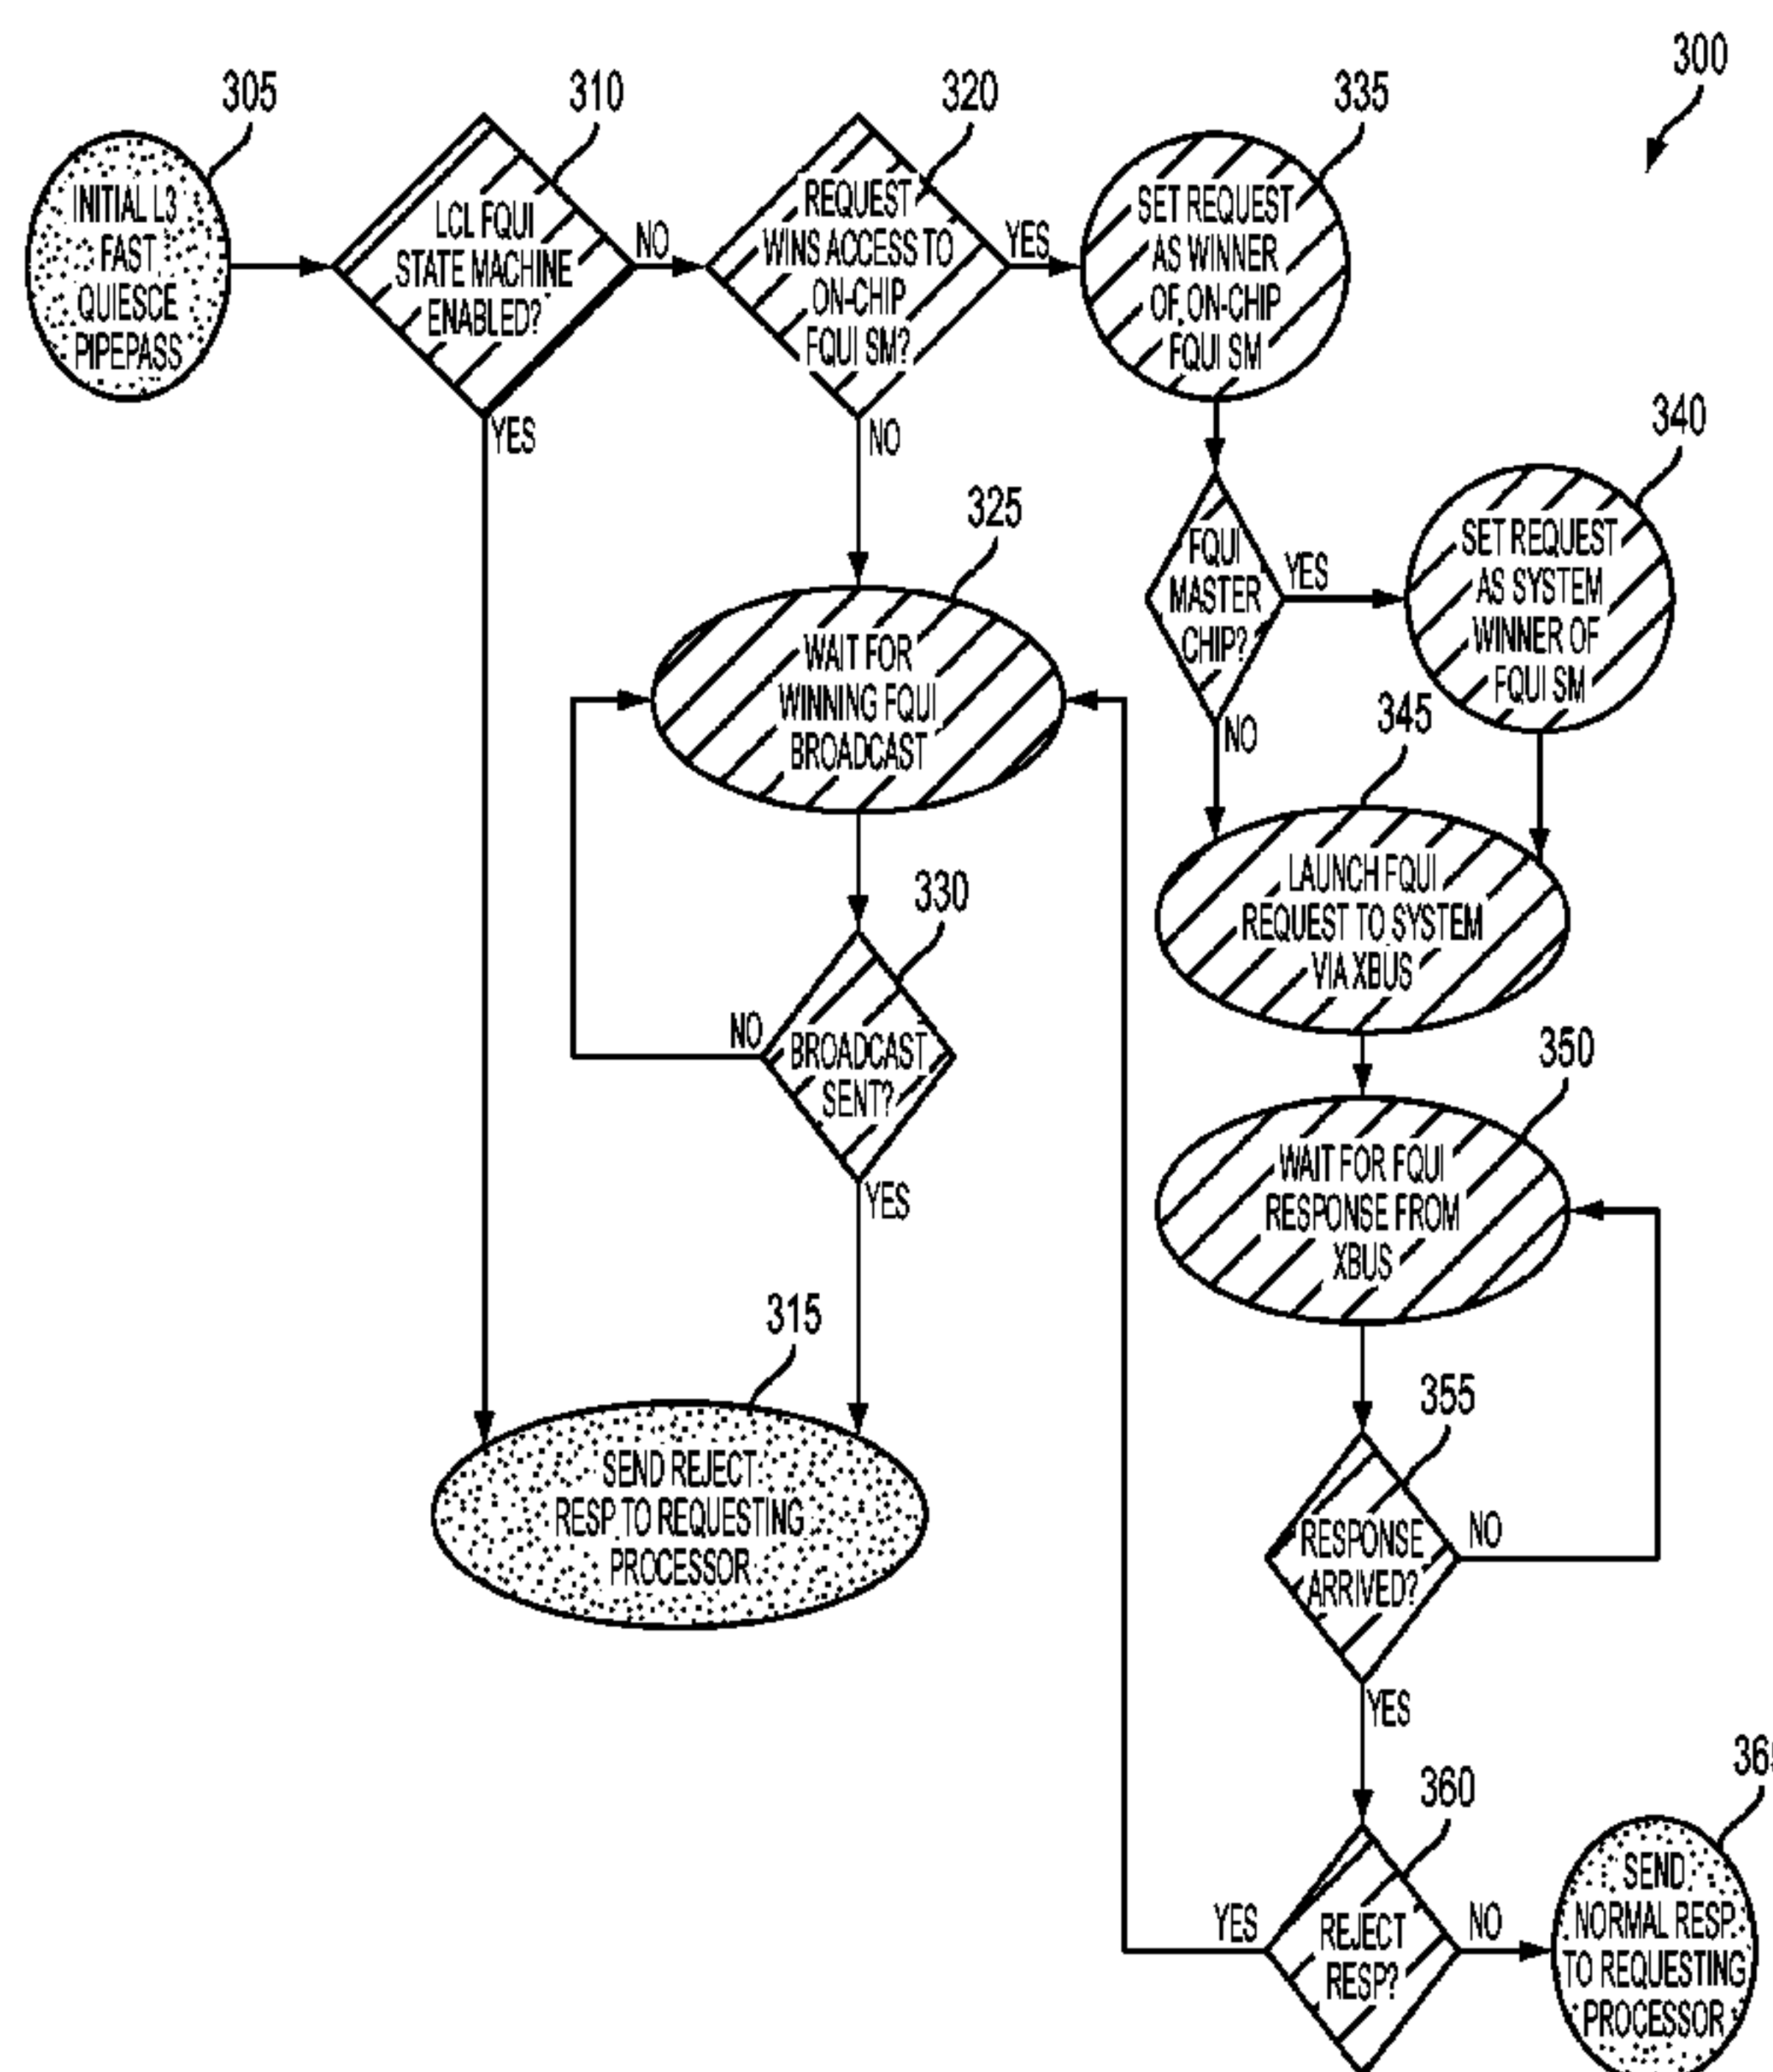 300
305
INITIAL L3
FAST
QUIESCE
PIPEPASS
310
LCL FQUI
STATE MACHINE
ENABLED?
NO
YES
320
REQUEST
WINS ACCESS TO
ON-CHIP
FQUI SM?
YES
NO
335
SET REQUEST
AS WINNER
OF ON-CHIP
FQUI SM
FQUI
MASTER
CHIP?
YES
NO
340
SET REQUEST
AS SYSTEM
WINNER OF
FQUI SM
325
WAIT FOR
WINNING FQUI
BROADCAST
330
BROADCAST
SENT?
NO
YES
315
SEND REJECT
RESP TO REQUESTING
PROCESSOR
345
LAUNCH FQUI
REQUEST TO SYSTEM
VIA XBUS
350
WAIT FOR FQUI
RESPONSE FROM
XBUS
355
RESPONSE
ARRIVED?
NO
YES
360
REJECT
RESP?
YES
NO
SEND
NORMAL RESP
TO REQUESTING
PROCESSOR